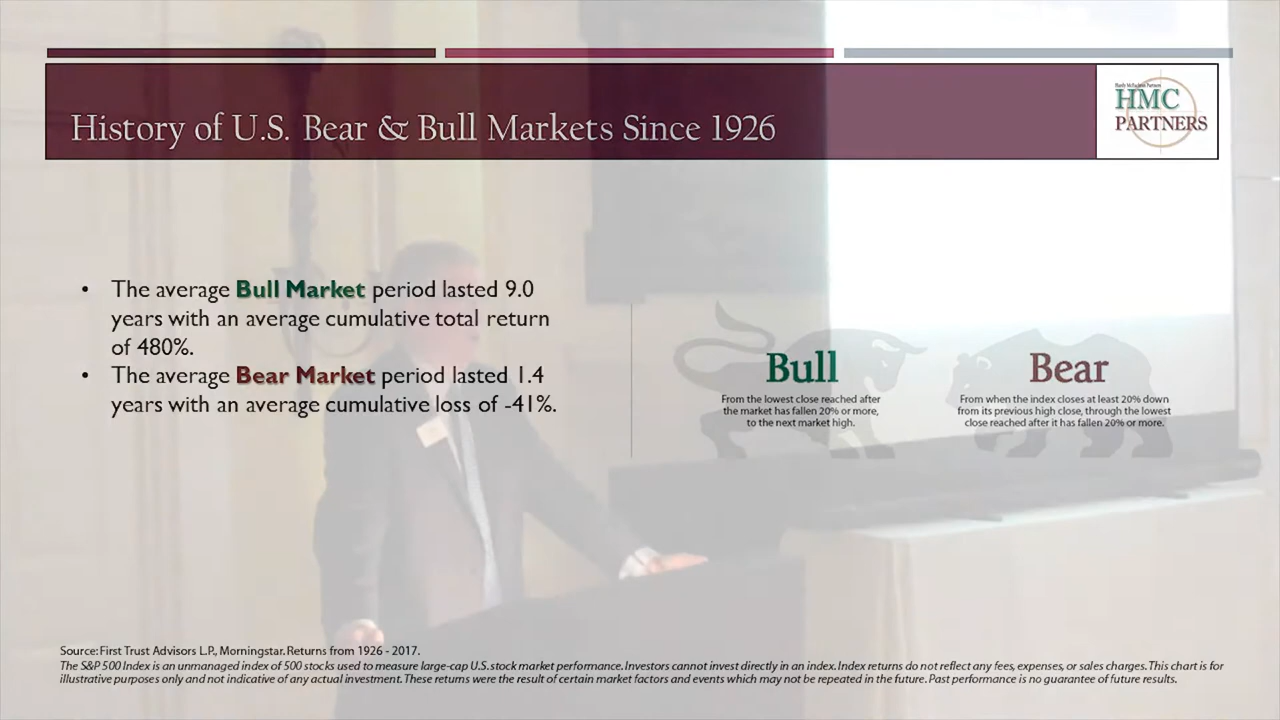 History of U.S. Bear & Bull Markets Since 1926
HMC
PARTNERS
• The average Bull Market period lasted 9.0
years with an average cumulative total return
of 480%.
• The average Bear Market period lasted 1.4
years with an average cumulative loss of -41%.
Bull
From the lowest close reached after
the market has fallen 20% or more,
to the next market high.
Bear
From when the index closes at least 20% down
from its previous high close, through the lowest
close reached after it has fallen 20% or more.
Source: First Trust Advisors L.P., Morningstar. Returns from 1926 - 2017.
The S&P 500 Index is an unmanaged index of 500 stocks used to measure large-cap U.S. stock market performance. Investors cannot invest directly in an index. Index returns do not reflect any fees, expenses, or sales charges. This chart is for
illustrative purposes only and not indicative of any actual investment. These returns were the result of certain market factors and events which may not be repeated in the future. Past performance is no guarantee of future results.